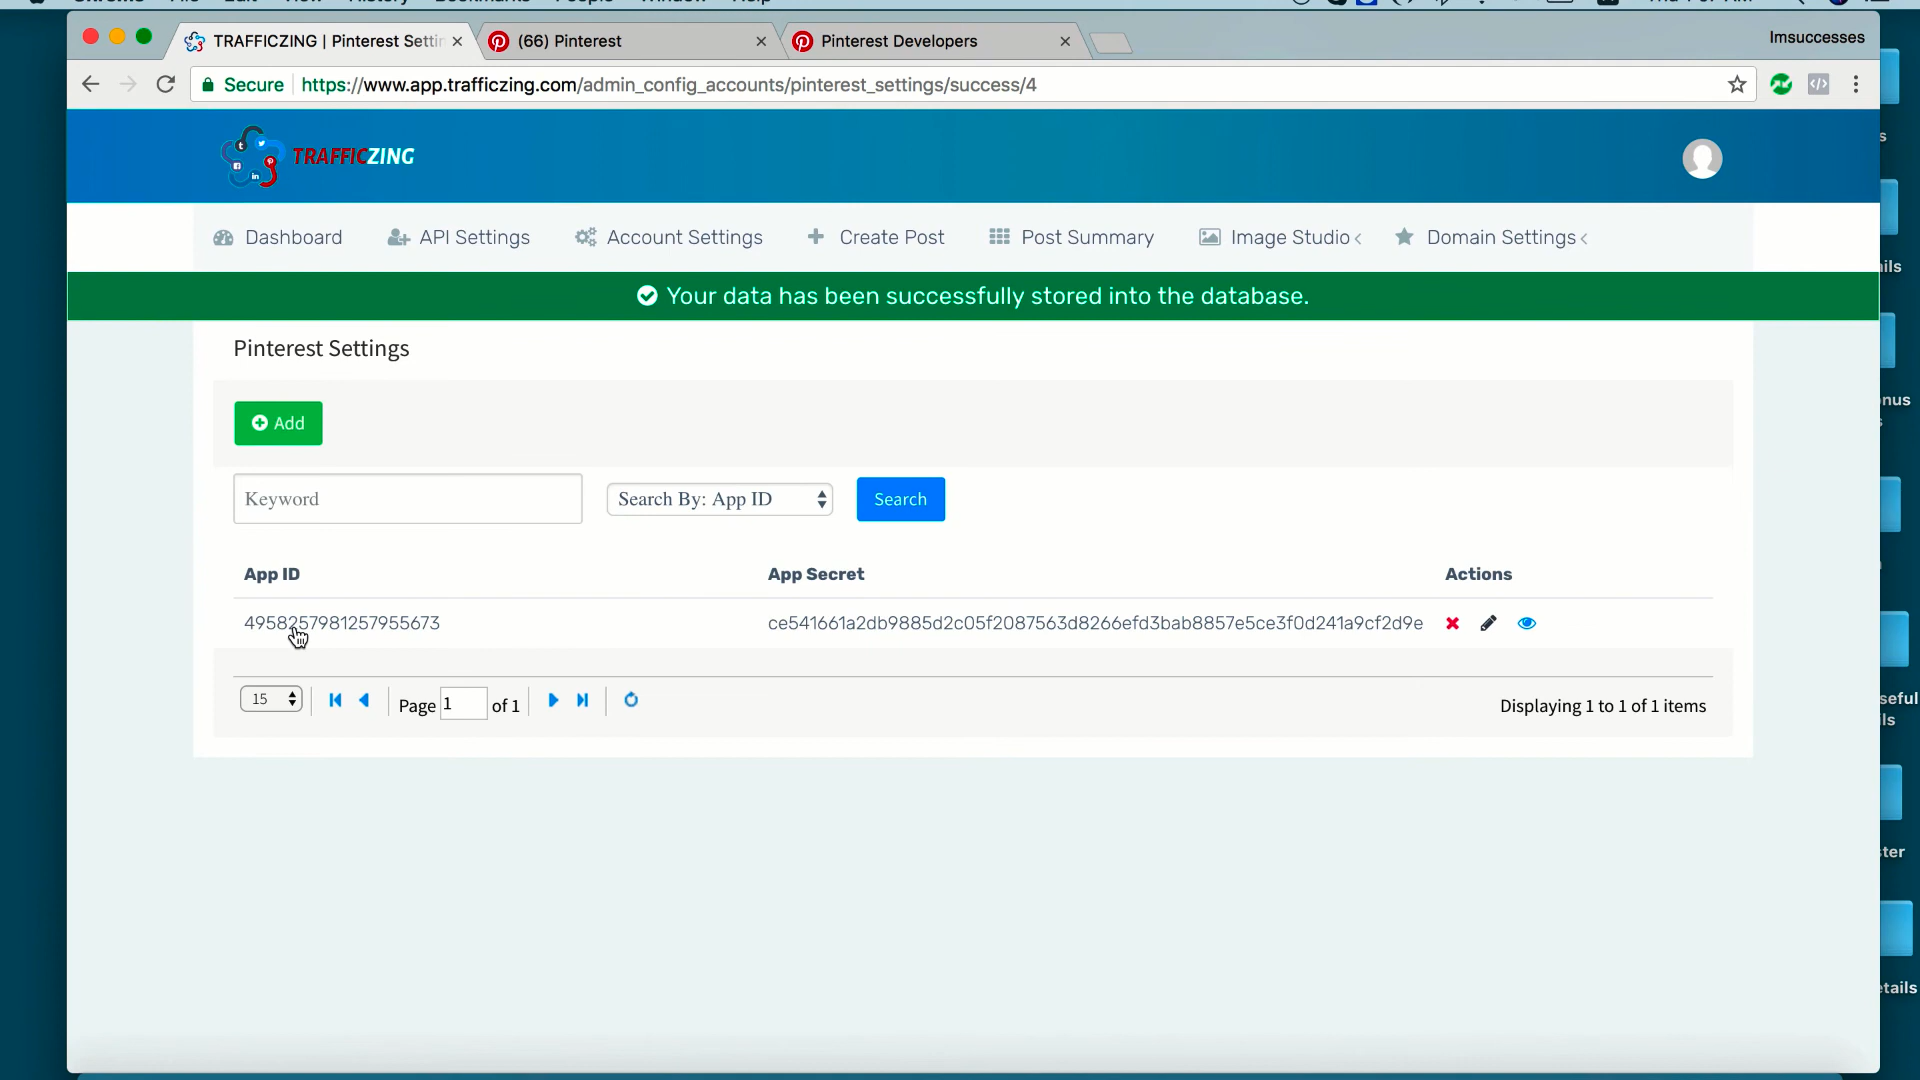 TRAFFICZING | Pinterest Settin
(66) Pinterest
Pinterest Developers
Imsuccesses
Secure
https://www.app.trafficzing.com/admin_config_accounts/pinterest_settings/success/4
TRAFFICZING
Dashboard
API Settings
Account Settings
Create Post
Post Summary
Image Studio
Domain Settings
Your data has been successfully stored into the database.
Pinterest Settings
Add
Keyword
Search By: App ID
Search
App ID
App Secret
Actions
4958257981257955673
ce541661a2db9885d2c05f2087563d8266efd3bab8857e5ce3f0d241a9cf2d9e
15
Page 1 of 1
Displaying 1 to 1 of 1 items